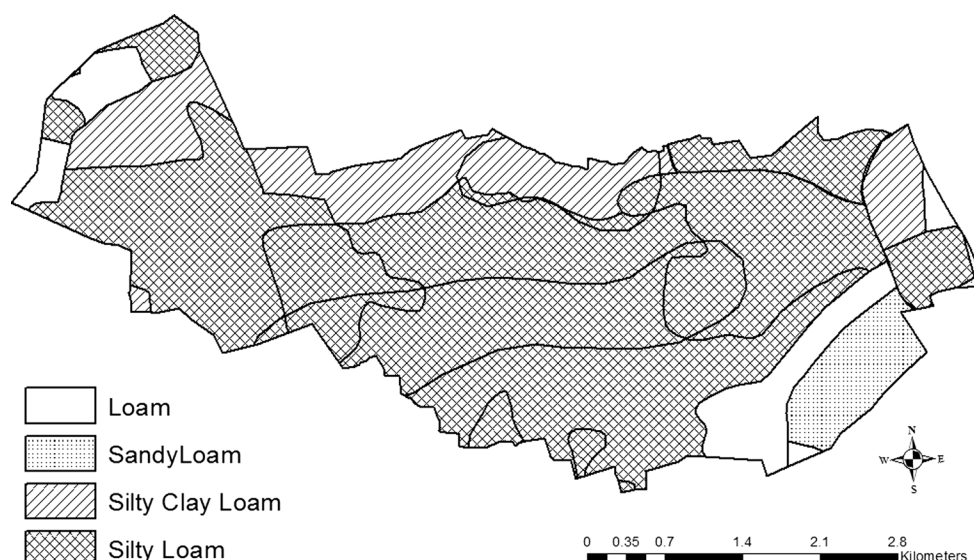 Loam
SandyLoam
Silty Clay Loam
Silty Loam
N
W E
S
0 0.35 0.7 1.4 2.1 2.8
Kilometers